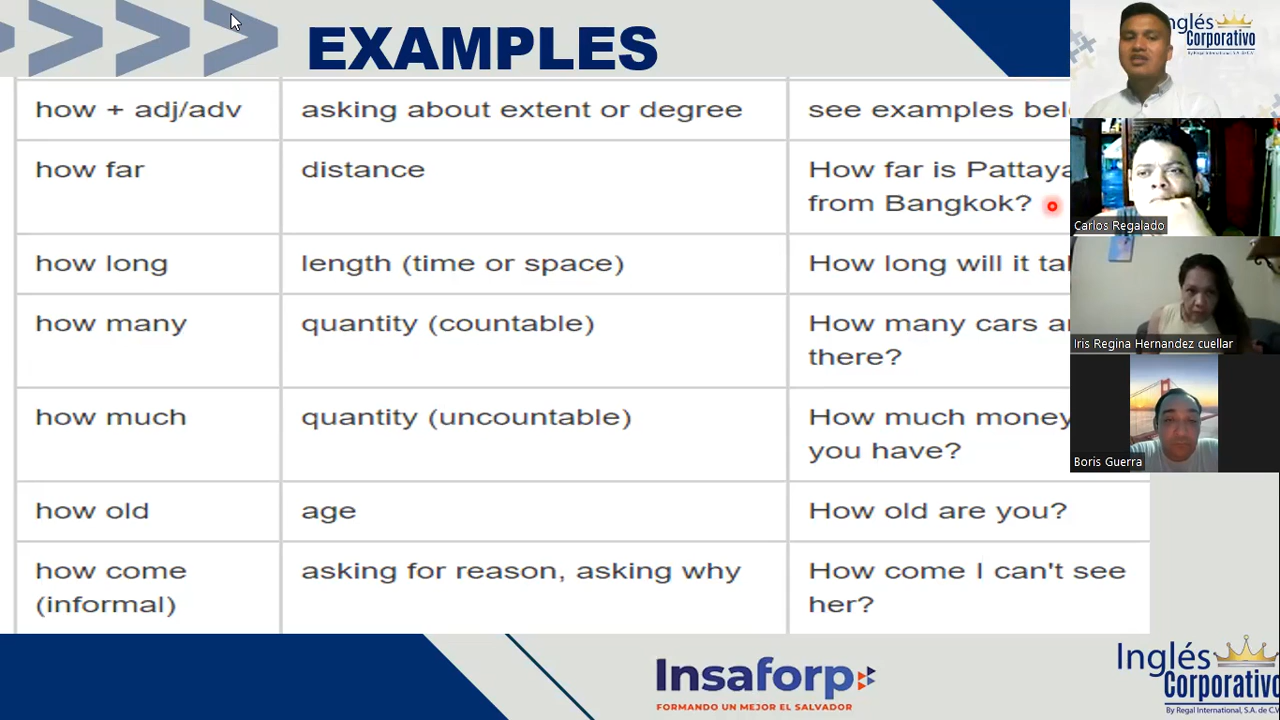 EXAMPLES
how + adj/adv
asking about extent or degree
see examples
how far
distance
How far is Pattaya
from Bangkok?
how long
length (time or space)
How long will it
how many
quantity (countable)
How many cars
there?
how much
quantity (uncountable)
How much money
you have?
how old
age
How old are you?
how come
(informal)
asking for reason, asking why
How come I can't see
her?
Inglés
Corporativo
By Regal International, S.A. de C.V.
Carlos Regalado
Iris Regina Hernandez cuellar
Boris Guerra
Insaforp
FORMANDO UN MEJOR EL SALVADOR
Inglés
Corporativo
By Regal International, S.A. de C.V